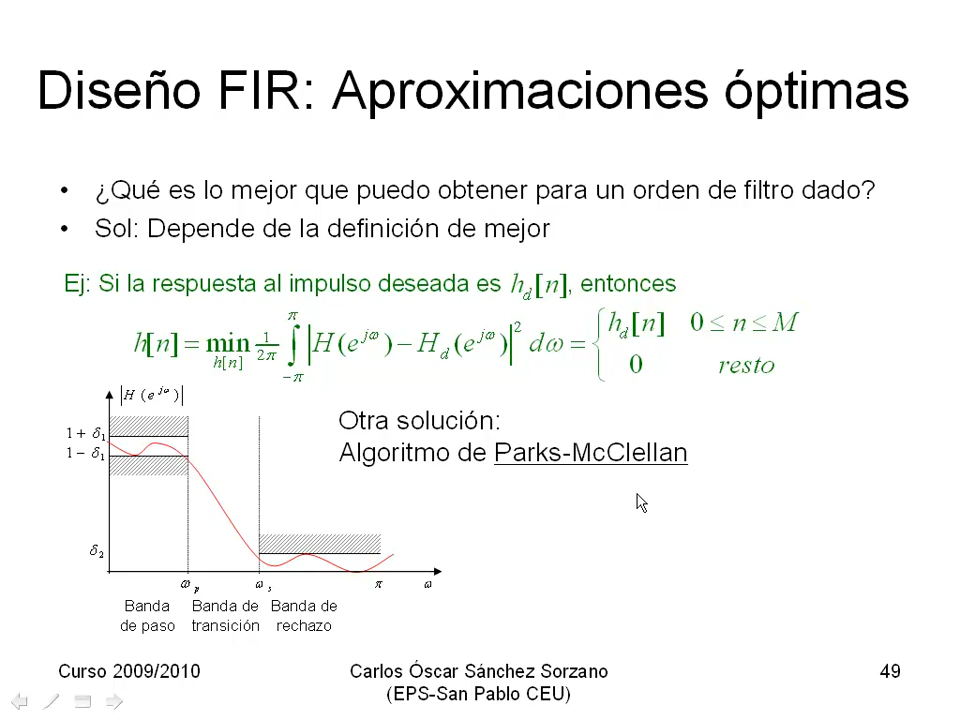 Diseño FIR: Aproximaciones óptimas
• ¿Qué es lo mejor que puedo obtener para un orden de filtro dado?
• Sol: Depende de la definición de mejor
Ej: Si la respuesta al impulso deseada es h_d[n], entonces
h[n] = min_{h[n]} 1/2π ∫_{-π}^{π} |H(e^{jω}) − H_d(e^{jω})|² dω = { h_d[n] 0 ≤ n ≤ M
0 resto
|H (e^{jω})|
1 + δ₁
1 − δ₁
δ₂
ω_p ω_s π ω
Banda de paso
Banda de transición
Banda de rechazo
Otra solución:
Algoritmo de Parks-McClellan
Curso 2009/2010
Carlos Óscar Sánchez Sorzano
(EPS-San Pablo CEU)
49